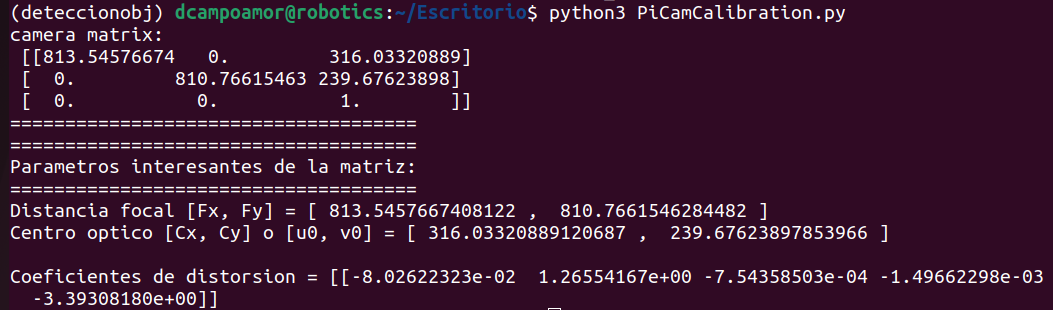 (deteccionobj) dcampoamor@robotics:~/Escritorio$ python3 PiCamCalibration.py
camera matrix:
 [[813.54576674   0.         316.03320889]
 [  0.         810.76615463 239.67623898]
 [  0.           0.           1.        ]]
=======================================
=======================================
Parametros interesantes de la matriz:
=======================================
Distancia focal [Fx, Fy] = [ 813.5457667408122 ,  810.7661546284482 ]
Centro optico [Cx, Cy] o [u0, v0] = [ 316.03320889120687 ,  239.67623897853966 ]

Coeficientes de distorsion = [[-8.02622323e-02  1.26554167e+00 -7.54358503e-04 -1.49662298e-03
  -3.39308180e+00]]